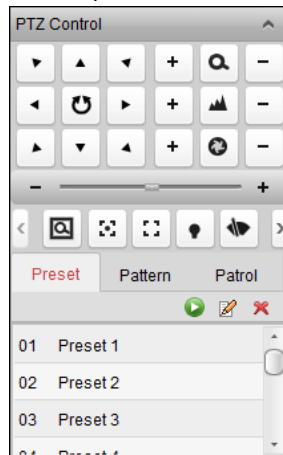 PTZ Control
Preset Pattern Patrol
01 Preset 1
02 Preset 2
03 Preset 3